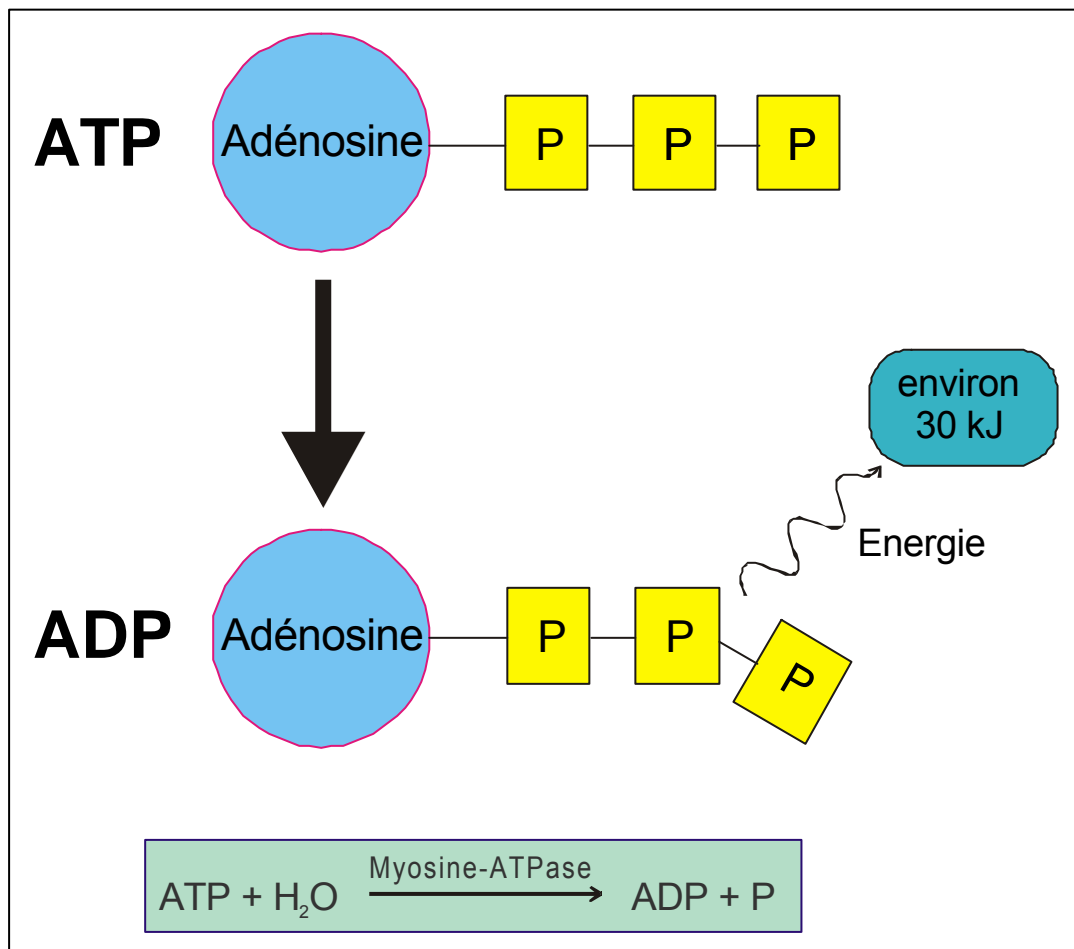 ATP
Adénosine
P
P
P
environ
30 kJ
Energie
ADP
Adénosine
P
P
P
Myosine-ATPase
ATP + H₂O
ADP + P